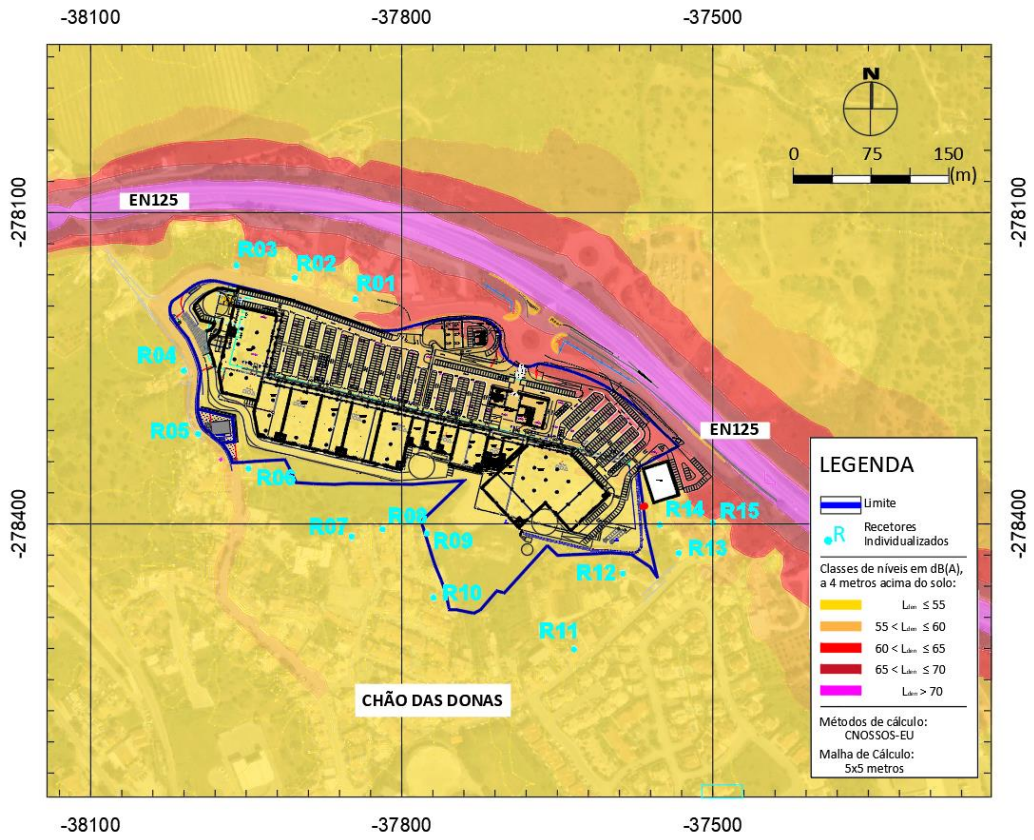 -38100 -37800 -37500
N
0 75 150
(m)
-278100 EN125 -278100
R03
R02
R01
R04
EN125
R05
R06
-278400 -278400
R14 R15
R07 R08
R09
R13
R12
R10
R11
CHÃO DAS DONAS
LEGENDA
Limite
R Recetores
Individualizados
Classes de níveis em dB(A),
a 4 metros acima do solo:
Lden ≤ 55
55 < Lden ≤ 60
60 < Lden ≤ 65
65 < Lden ≤ 70
Lden > 70
Métodos de cálculo:
CNOSSOS-EU
Malha de Cálculo:
5x5 metros
-38100 -37800 -37500